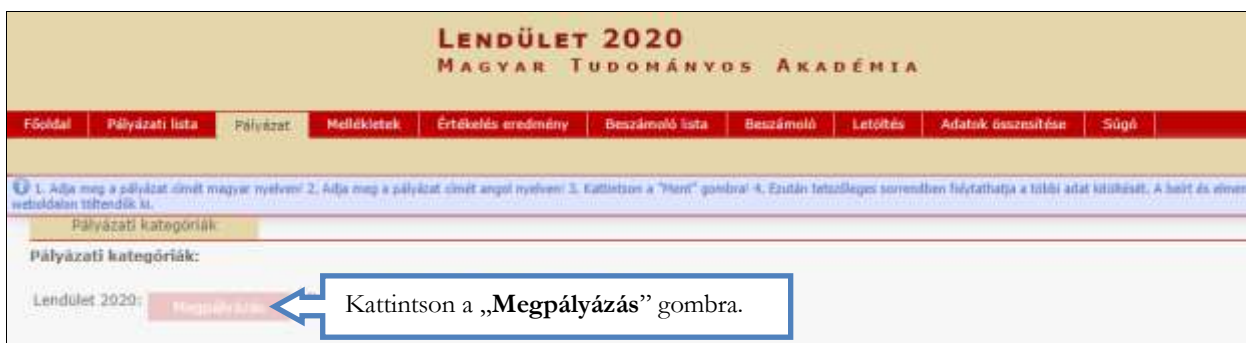 LENDÜLET 2020
MAGYAR TUDOMÁNYOS AKADÉMIA
Főoldal Pályázati lista Pályázat Mellékletek Értékelés eredmény Beszámoló lista Beszámoló Letöltés Adatok összesítése Súgó
1. Adja meg a pályázat címét magyar nyelven! 2. Adja meg a pályázat címét angol nyelven! 3. Kattintson a "Ment" gombra! 4. Ezután tetszőleges sorrendben folytathatja a többi adat kitöltését. A beírt és
weboldalon töltendők ki.
Pályázati kategóriák
Pályázati kategóriák:
Lendület 2020: Megpályázás
Kattintson a „Megpályázás” gombra.